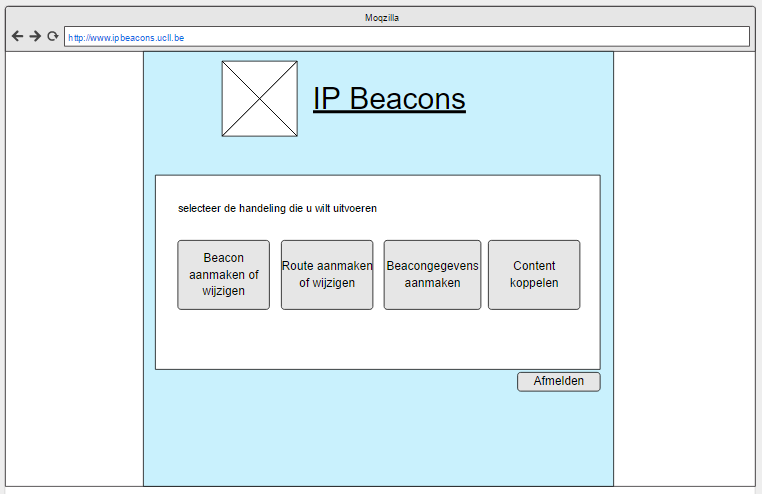 Moqzilla
http://www.ipbeacons.ucll.be
IP Beacons
selecteer de handeling die u wilt uitvoeren
Beacon
aanmaken of
wijzigen
Route aanmaken
of wijzigen
Beacongegevens
aanmaken
Content
koppelen
Afmelden